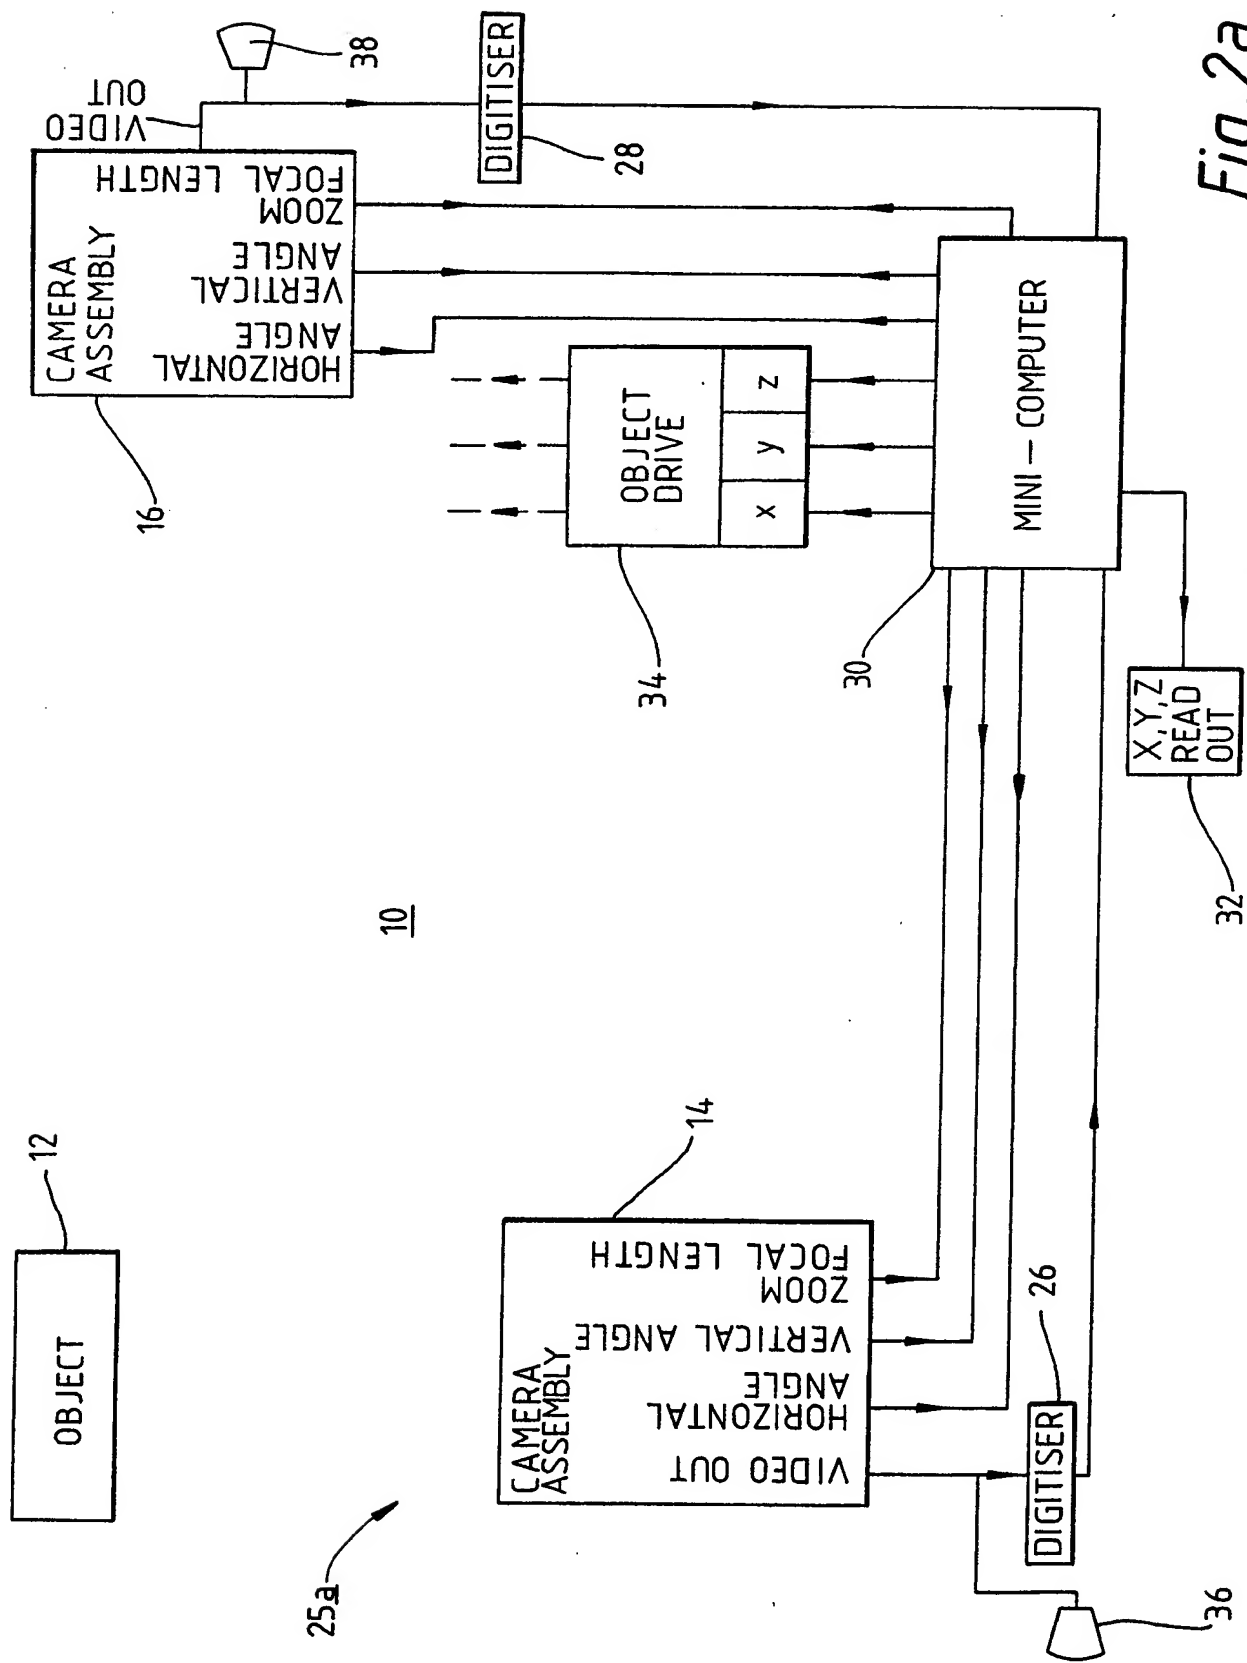 OBJECT
12
25a
10
CAMERA
ASSEMBLY
VIDEO OUT
HORIZONTAL
ANGLE
VERTICAL ANGLE
ZOOM
FOCAL LENGTH
14
CAMERA
ASSEMBLY
HORIZONTAL
ANGLE
VERTICAL
ANGLE
ZOOM
FOCAL LENGTH
16
VIDEO
OUT
38
DIGITISER
28
OBJECT
DRIVE
x y z
34
30
MINI — COMPUTER
DIGITISER
26
36
X,Y,Z
READ
OUT
32
Fig. 2a